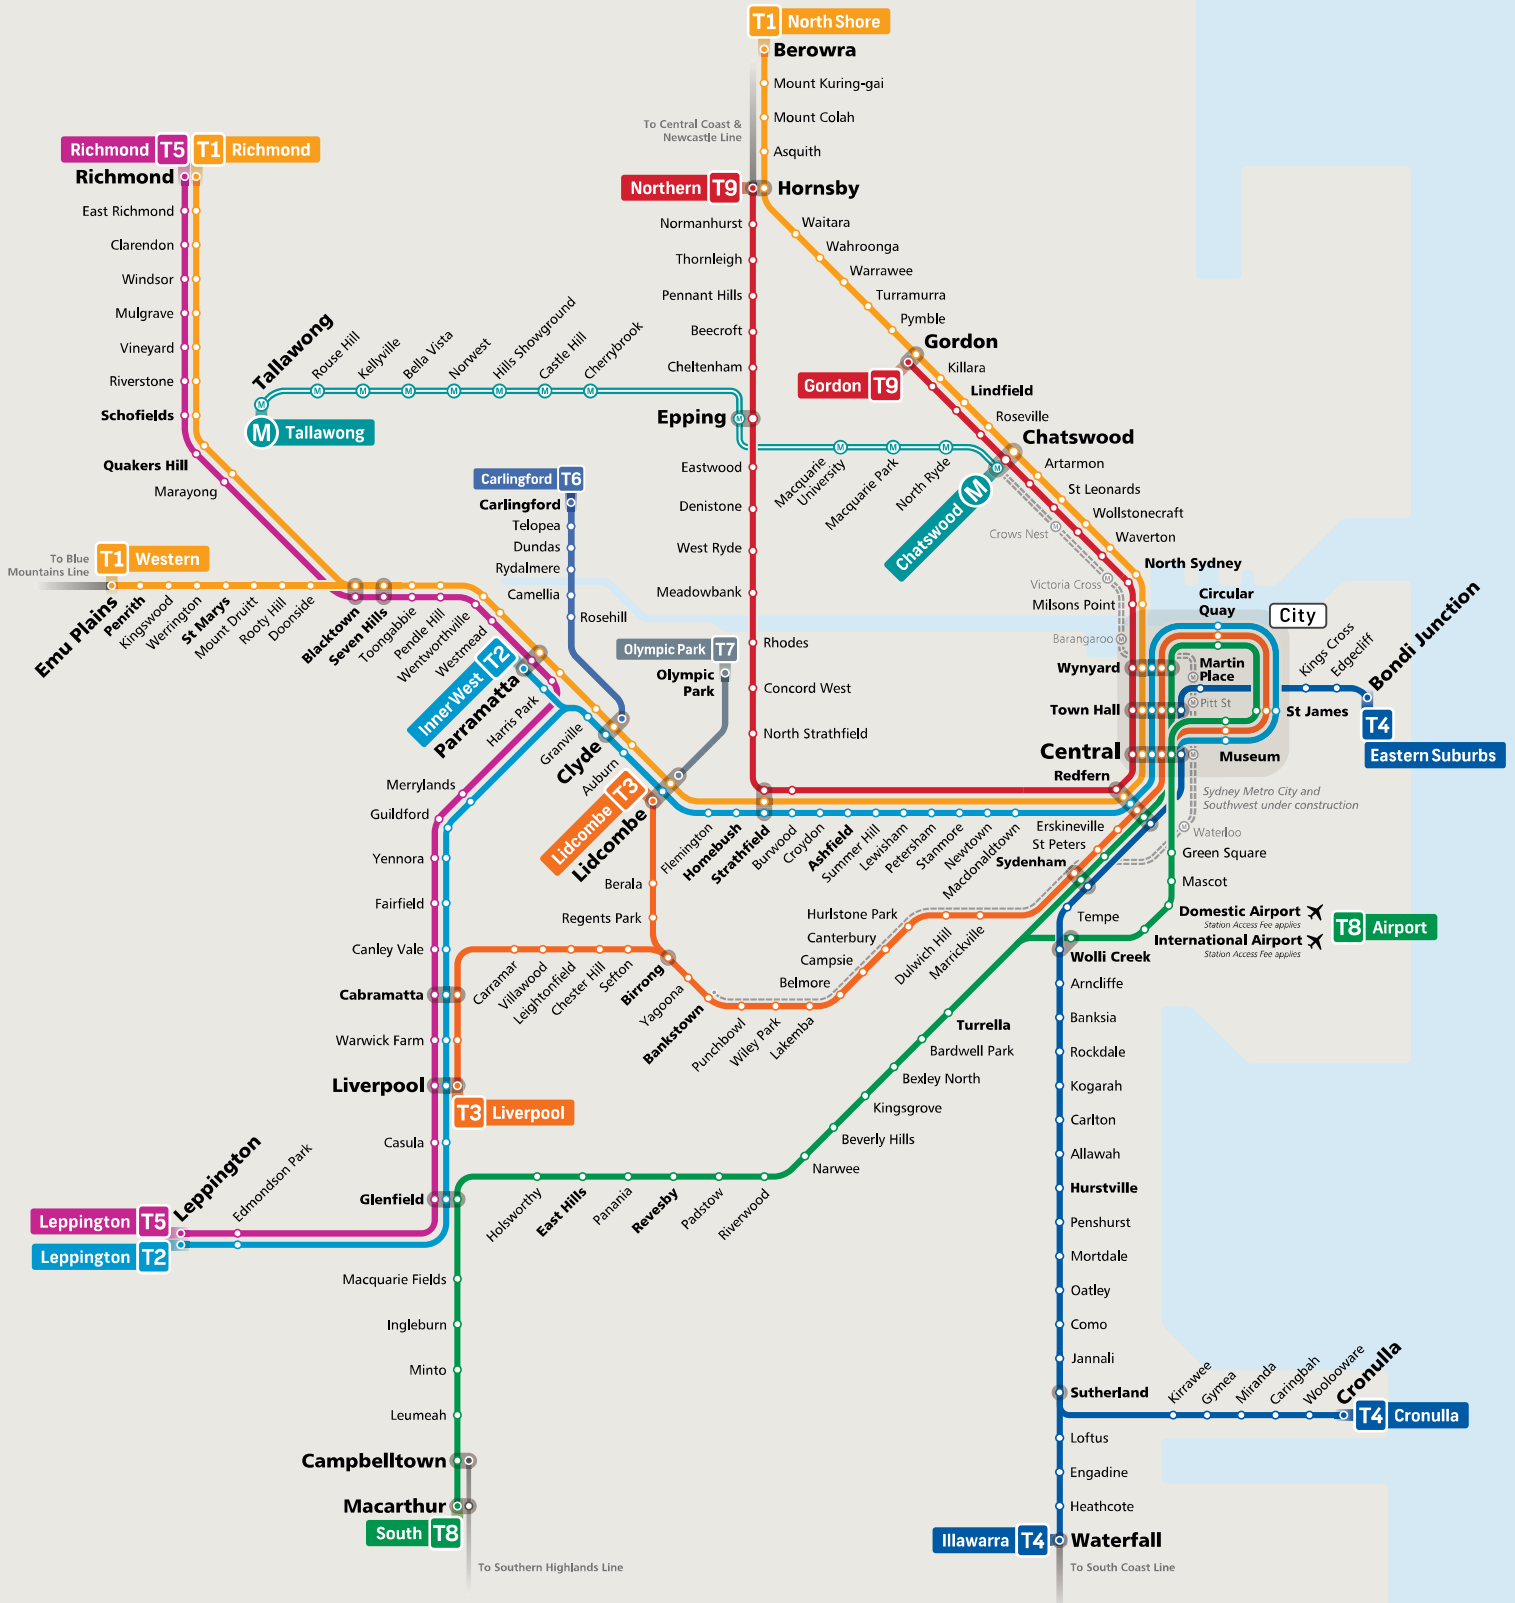 T1 North Shore
Berowra
Mount Kuring-gai
Mount Colah
To Central Coast &
Newcastle Line
Asquith
Northern T9
Hornsby
Richmond T5
T1 Richmond
Richmond
East Richmond
Clarendon
Windsor
Mulgrave
Vineyard
Riverstone
Schofields
Quakers Hill
Marayong
Normanhurst
Thornleigh
Pennant Hills
Beecroft
Cheltenham
Epping
Eastwood
Denistone
West Ryde
Meadowbank
Rhodes
Concord West
North Strathfield
Waitara
Wahroonga
Warrawee
Turramurra
Pymble
Gordon
Gordon T9
Killara
Lindfield
Roseville
Chatswood
Artarmon
St Leonards
Wollstonecraft
Waverton
North Sydney
Milsons Point
Tallawong
M Tallawong
Rouse Hill
Kellyville
Bella Vista
Norwest
Hills Showground
Castle Hill
Cherrybrook
Macquarie
University
Macquarie Park
North Ryde
Chatswood M
Crows Nest
Victoria Cross
Barangaroo
Carlingford T6
Carlingford
Telopea
Dundas
Rydalmere
Camellia
Rosehill
Olympic Park T7
Olympic
Park
To Blue
Mountains Line
T1 Western
Emu Plains
Penrith
Kingswood
Werrington
St Marys
Mount Druitt
Rooty Hill
Doonside
Blacktown
Seven Hills
Toongabbie
Pendle Hill
Wentworthville
Westmead
Inner West T2
Parramatta
Harris Park
Granville
Clyde
Auburn
Lidcombe T3
Lidcombe
Flemington
Homebush
Strathfield
Burwood
Croydon
Ashfield
Summer Hill
Lewisham
Petersham
Stanmore
Newtown
Macdonaldtown
Redfern
Central
Town Hall
Wynyard
Circular
Quay
City
Martin
Place
Pitt St
St James
Museum
Kings Cross
Edgecliff
Bondi Junction
T4
Eastern Suburbs
Sydney Metro City and
Southwest under construction
Waterloo
Erskineville
St Peters
Sydenham
Green Square
Mascot
Domestic Airport
Station Access Fee applies
International Airport
Station Access Fee applies
T8 Airport
Tempe
Wolli Creek
Arncliffe
Banksia
Rockdale
Kogarah
Carlton
Allawah
Hurstville
Penshurst
Mortdale
Oatley
Como
Jannali
Sutherland
Kirrawee
Gymea
Miranda
Caringbah
Woolooware
Cronulla
T4 Cronulla
Loftus
Engadine
Heathcote
Illawarra T4
Waterfall
To South Coast Line
Merrylands
Guildford
Yennora
Fairfield
Canley Vale
Cabramatta
Warwick Farm
Liverpool
T3 Liverpool
Casula
Glenfield
Leppington
Edmondson Park
Leppington T5
Leppington T2
Berala
Regents Park
Carramar
Villawood
Leightonfield
Chester Hill
Sefton
Birrong
Yagoona
Bankstown
Punchbowl
Wiley Park
Lakemba
Belmore
Campsie
Canterbury
Hurlstone Park
Dulwich Hill
Marrickville
Turrella
Bardwell Park
Bexley North
Kingsgrove
Beverly Hills
Narwee
Riverwood
Padstow
Revesby
Panania
East Hills
Holsworthy
Macquarie Fields
Ingleburn
Minto
Leumeah
Campbelltown
Macarthur
South T8
To Southern Highlands Line